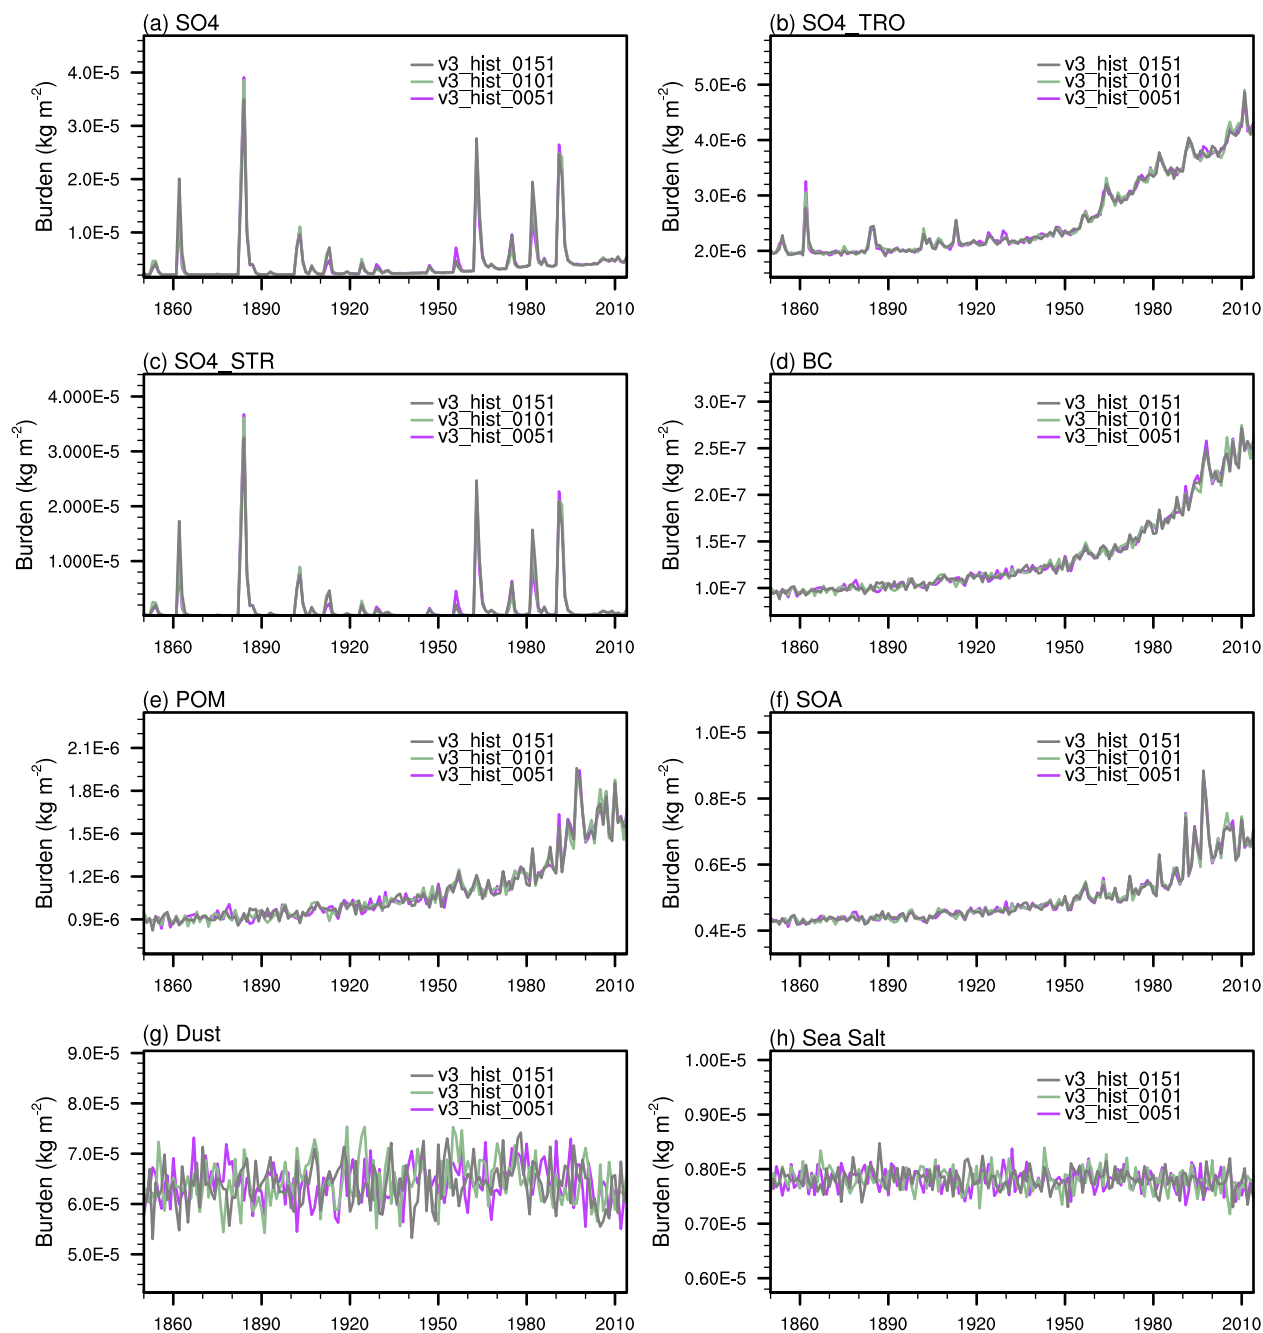 (a) SO4
Burden (kg m-2)
4.0E-5
3.0E-5
2.0E-5
1.0E-5
v3_hist_0151
v3_hist_0101
v3_hist_0051
1860 1890 1920 1950 1980 2010
(b) SO4_TRO
Burden (kg m-2)
5.0E-6
4.0E-6
3.0E-6
2.0E-6
v3_hist_0151
v3_hist_0101
v3_hist_0051
1860 1890 1920 1950 1980 2010
(c) SO4_STR
Burden (kg m-2)
4.000E-5
3.000E-5
2.000E-5
1.000E-5
v3_hist_0151
v3_hist_0101
v3_hist_0051
1860 1890 1920 1950 1980 2010
(d) BC
Burden (kg m-2)
3.0E-7
2.5E-7
2.0E-7
1.5E-7
1.0E-7
v3_hist_0151
v3_hist_0101
v3_hist_0051
1860 1890 1920 1950 1980 2010
(e) POM
Burden (kg m-2)
2.1E-6
1.8E-6
1.5E-6
1.2E-6
0.9E-6
v3_hist_0151
v3_hist_0101
v3_hist_0051
1860 1890 1920 1950 1980 2010
(f) SOA
Burden (kg m-2)
1.0E-5
0.8E-5
0.6E-5
0.4E-5
v3_hist_0151
v3_hist_0101
v3_hist_0051
1860 1890 1920 1950 1980 2010
(g) Dust
Burden (kg m-2)
9.0E-5
8.0E-5
7.0E-5
6.0E-5
5.0E-5
v3_hist_0151
v3_hist_0101
v3_hist_0051
1860 1890 1920 1950 1980 2010
(h) Sea Salt
Burden (kg m-2)
1.00E-5
0.90E-5
0.80E-5
0.70E-5
0.60E-5
v3_hist_0151
v3_hist_0101
v3_hist_0051
1860 1890 1920 1950 1980 2010